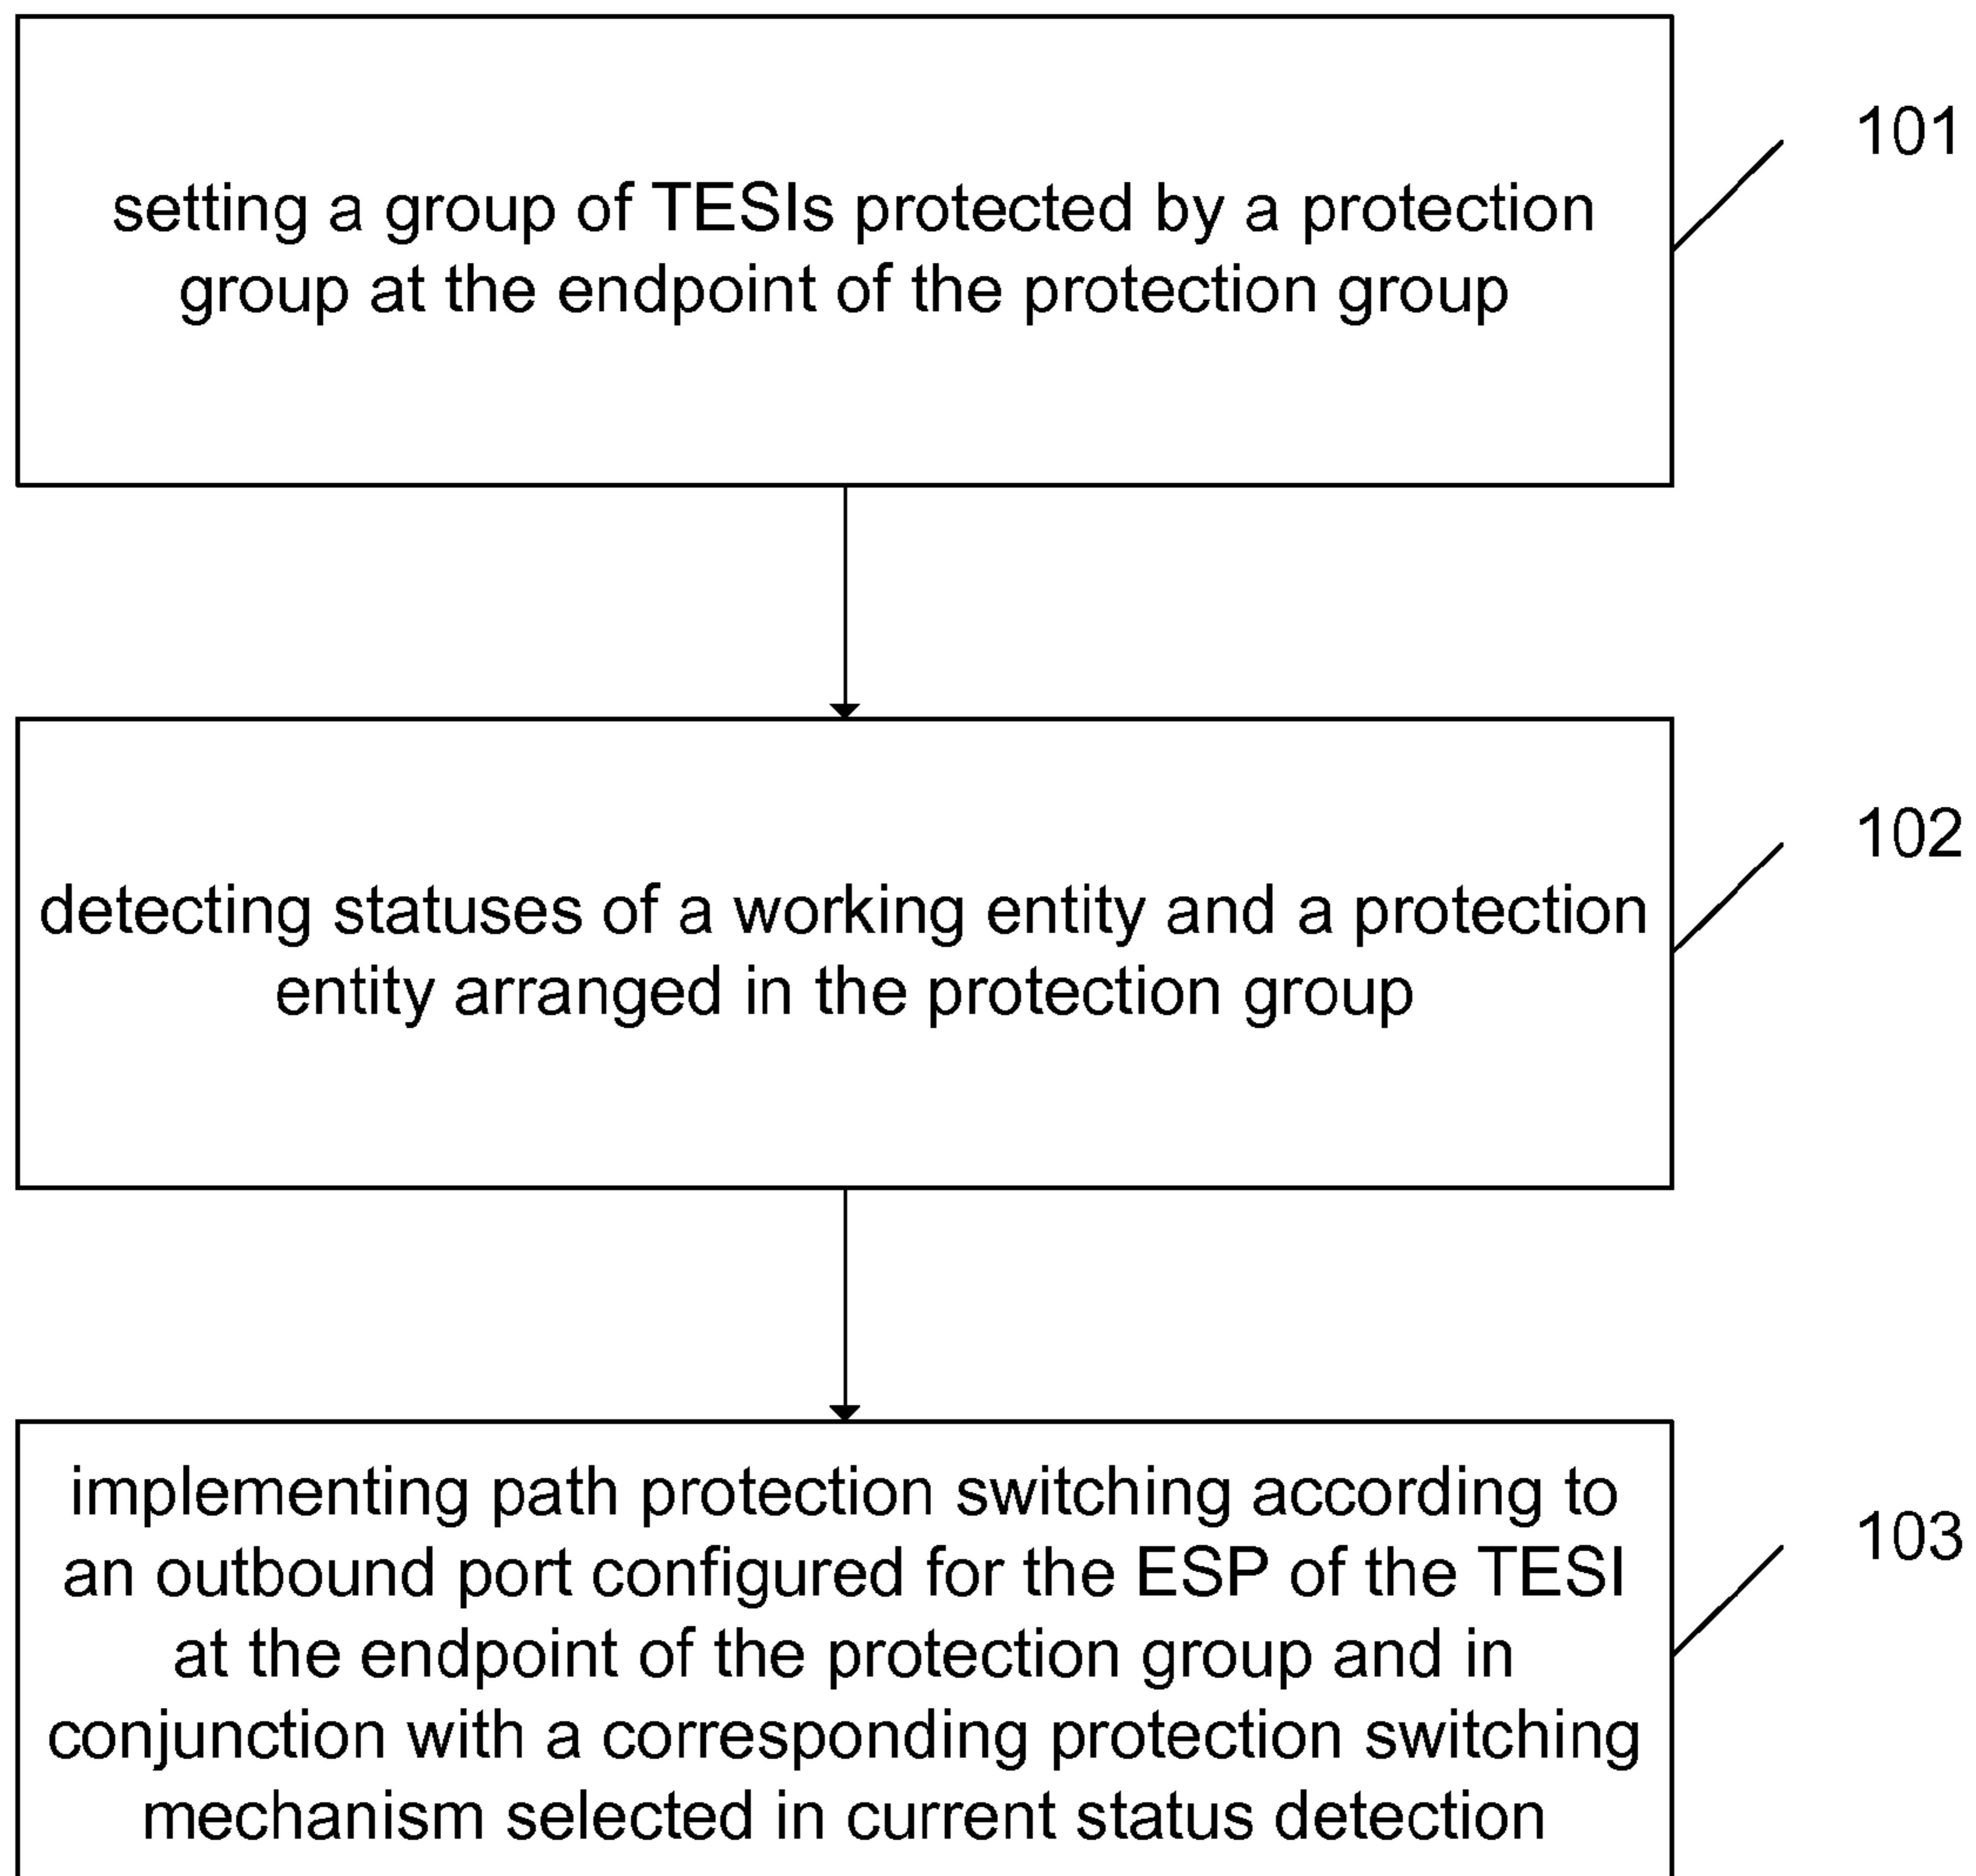 setting a group of TESIs protected by a protection
group at the endpoint of the protection group
101
detecting statuses of a working entity and a protection
entity arranged in the protection group
102
implementing path protection switching according to
an outbound port configured for the ESP of the TESI
at the endpoint of the protection group and in
conjunction with a corresponding protection switching
mechanism selected in current status detection
103